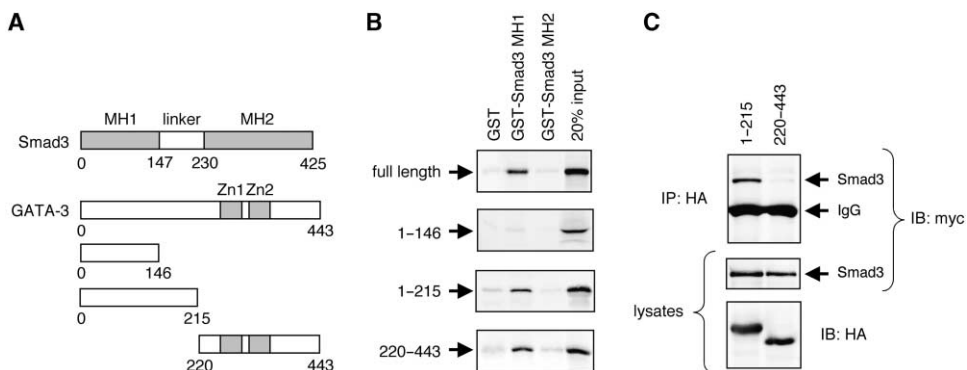 A
MH1 linker MH2
Smad3
0 147 230 425
Zn1 Zn2
GATA-3
0 443
0 146
0 215
220 443
B
GST
GST-Smad3 MH1
GST-Smad3 MH2
20% input
full length
1–146
1–215
220–443
C
1–215
220–443
IP: HA
Smad3
IgG
IB: myc
Smad3
lysates
IB: HA